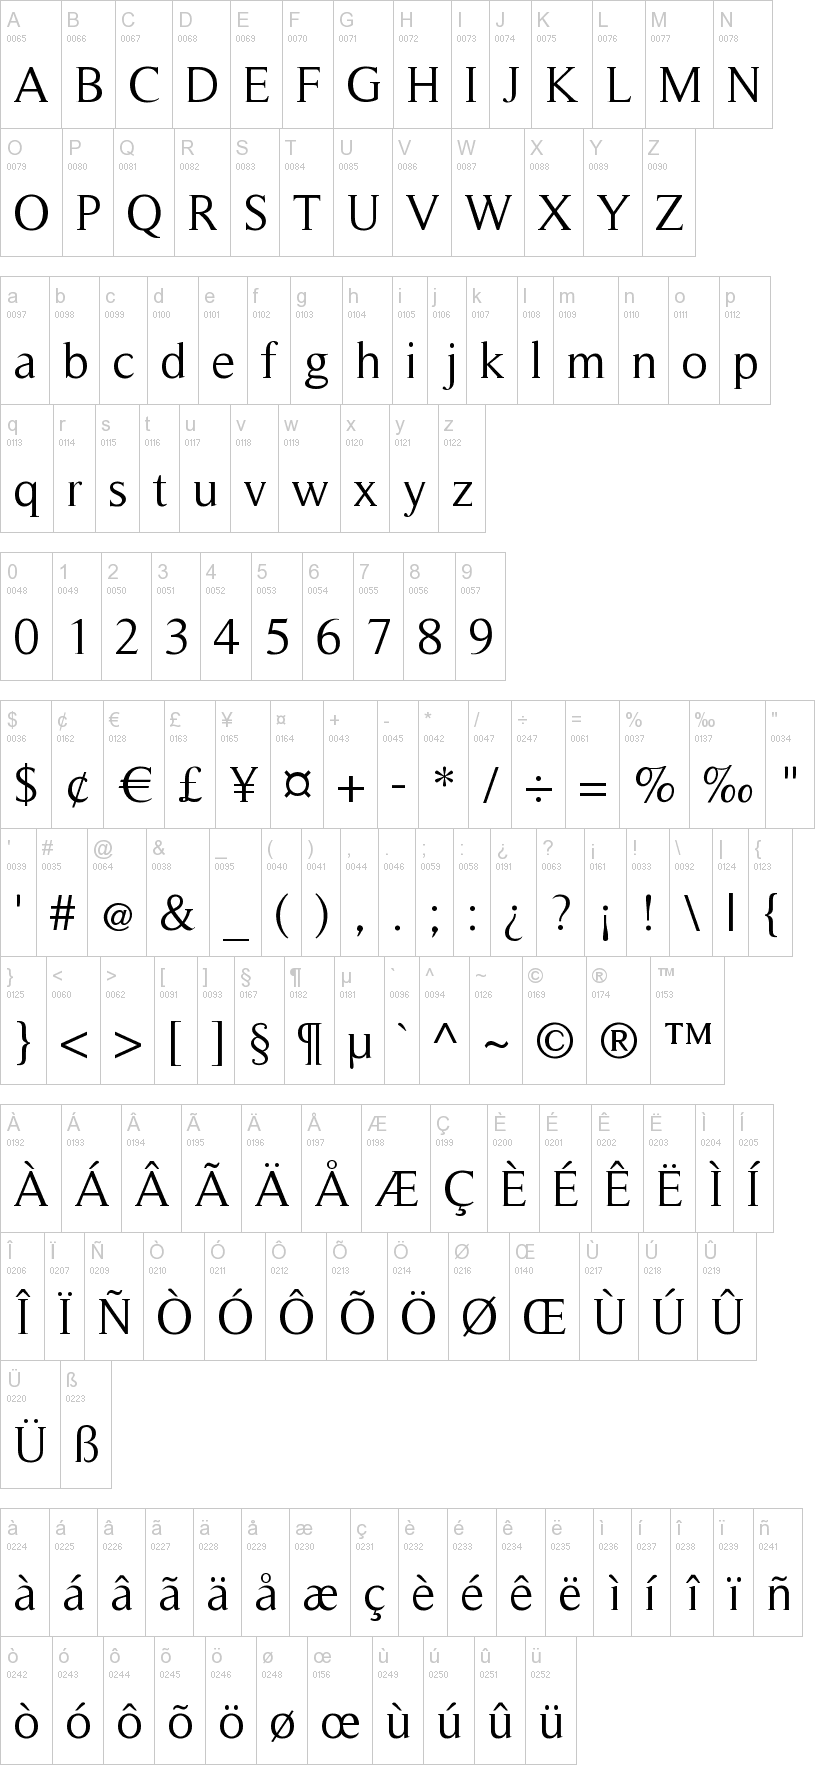 A B C D E F G H I J K L M N
0065 0066 0067 0068 0069 0070 0071 0072 0073 0074 0075 0076 0077 0078
A B C D E F G H I J K L M N
O P Q R S T U V W X Y Z
0079 0080 0081 0082 0083 0084 0085 0086 0087 0088 0089 0090
O P Q R S T U V W X Y Z
a b c d e f g h i j k l m n o p
0097 0098 0099 0100 0101 0102 0103 0104 0105 0106 0107 0108 0109 0110 0111 0112
a b c d e f g h i j k l m n o p
q r s t u v w x y z
0113 0114 0115 0116 0117 0118 0119 0120 0121 0122
q r s t u v w x y z
0 1 2 3 4 5 6 7 8 9
0048 0049 0050 0051 0052 0053 0054 0055 0056 0057
0 1 2 3 4 5 6 7 8 9
$ ¢ € £ ¥ ¤ + - * / ÷ = % ‰ "
0036 0162 0128 0163 0165 0164 0043 0045 0042 0047 0247 0061 0037 0137 0034
$ ¢ € £ ¥ ¤ + - * / ÷ = % ‰ "
' # @ & _ ( ) , . ; : ¿ ? ¡ ! \ | {
0039 0035 0064 0038 0095 0040 0041 0044 0046 0059 0058 0191 0063 0161 0033 0092 0124 0123
' # @ & _ ( ) , . ; : ¿ ? ¡ ! \ | {
} < > [ ] § ¶ µ ` ^ ~ © ® ™
0125 0060 0062 0091 0093 0167 0182 0181 0096 0094 0126 0169 0174 0153
} < > [ ] § ¶ µ ` ^ ~ © ® ™
À Á Â Ã Ä Å Æ Ç È É Ê Ë Ì Í
0192 0193 0194 0195 0196 0197 0198 0199 0200 0201 0202 0203 0204 0205
À Á Â Ã Ä Å Æ Ç È É Ê Ë Ì Í
Î Ï Ñ Ò Ó Ô Õ Ö Ø Œ Ù Ú Û
0206 0207 0209 0210 0211 0212 0213 0214 0216 0140 0217 0218 0219
Î Ï Ñ Ò Ó Ô Õ Ö Ø Œ Ù Ú Û
Ü ß
0220 0223
Ü ß
à á â ã ä å æ ç è é ê ë ì í î ï ñ
0224 0225 0226 0227 0228 0229 0230 0231 0232 0233 0234 0235 0236 0237 0238 0239 0241
à á â ã ä å æ ç è é ê ë ì í î ï ñ
ò ó ô õ ö ø œ ù ú û ü
0242 0243 0244 0245 0246 0248 0156 0249 0250 0251 0252
ò ó ô õ ö ø œ ù ú û ü